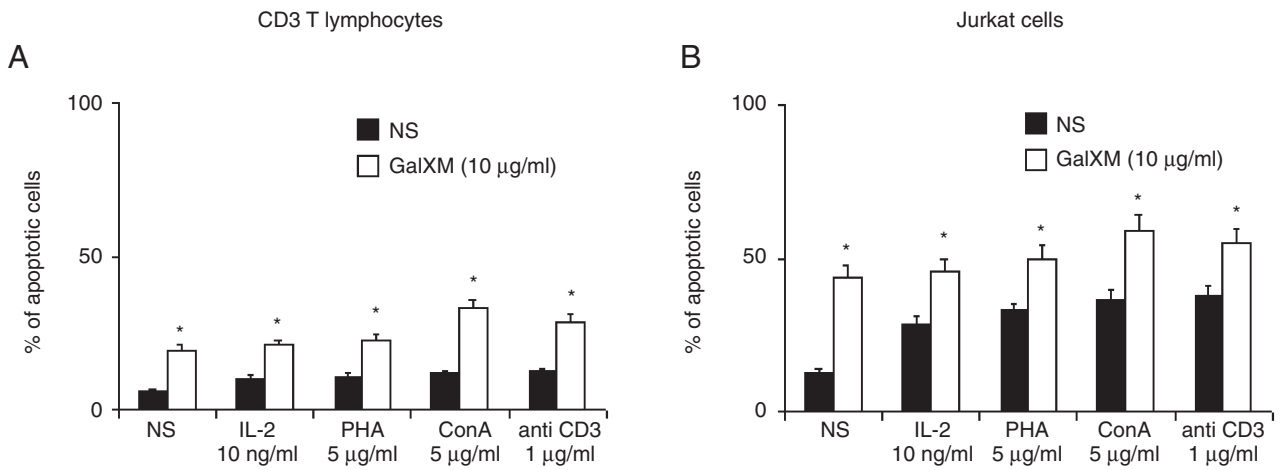 CD3 T lymphocytes
A
100
50
0
% of apoptotic cells
NS
GalXM (10 μg/ml)
*
*
*
*
*
NS IL-2 PHA ConA anti CD3
10 ng/ml 5 μg/ml 5 μg/ml 1 μg/ml
Jurkat cells
B
100
50
0
% of apoptotic cells
NS
GalXM (10 μg/ml)
*
*
*
*
*
NS IL-2 PHA ConA anti CD3
10 ng/ml 5 μg/ml 5 μg/ml 1 μg/ml